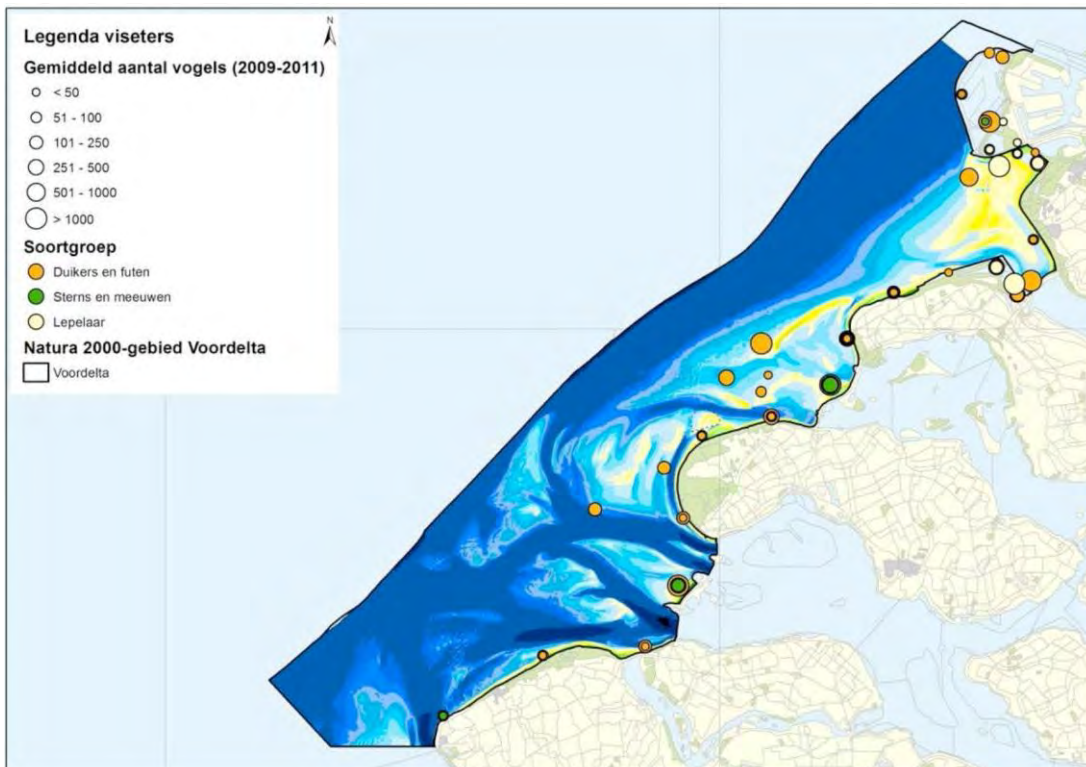 Legenda viseters
N
Gemiddeld aantal vogels (2009-2011)
< 50
51 - 100
101 - 250
251 - 500
501 - 1000
> 1000
Soortgroep
Duikers en futen
Sterns en meeuwen
Lepelaar
Natura 2000-gebied Voordelta
Voordelta